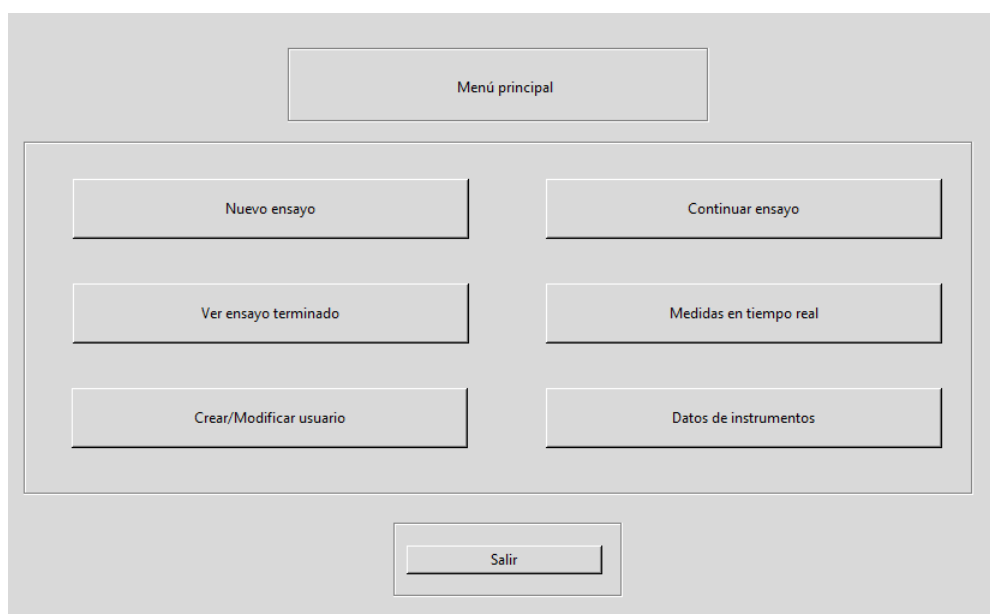 Menú principal
Nuevo ensayo
Continuar ensayo
Ver ensayo terminado
Medidas en tiempo real
Crear/Modificar usuario
Datos de instrumentos
Salir